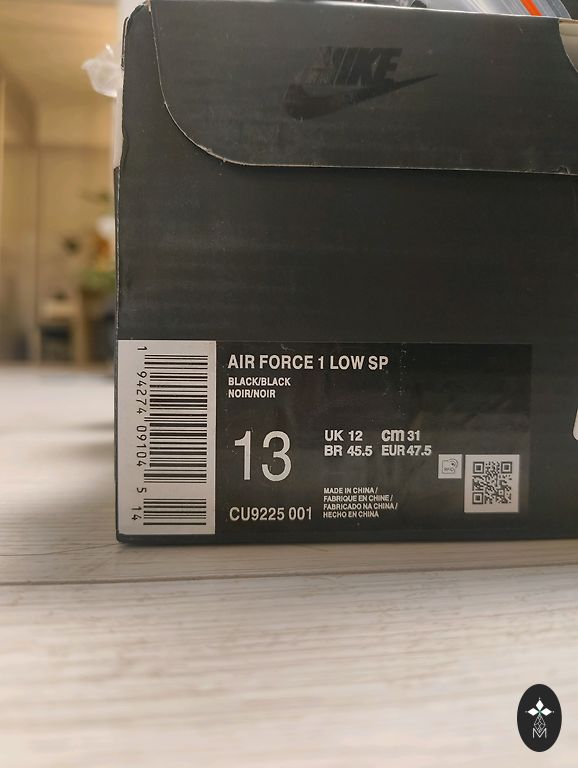 NIKE
AIR FORCE 1 LOW SP
BLACK/BLACK
NOIR/NOIR
13
UK 12 cm 31
BR 45.5 EUR 47.5
CU9225 001
MADE IN CHINA /
FABRIQUE EN CHINE /
FABRICADO NA CHINA /
HECHO EN CHINA
1 94274 09104 5 14
RFID
M